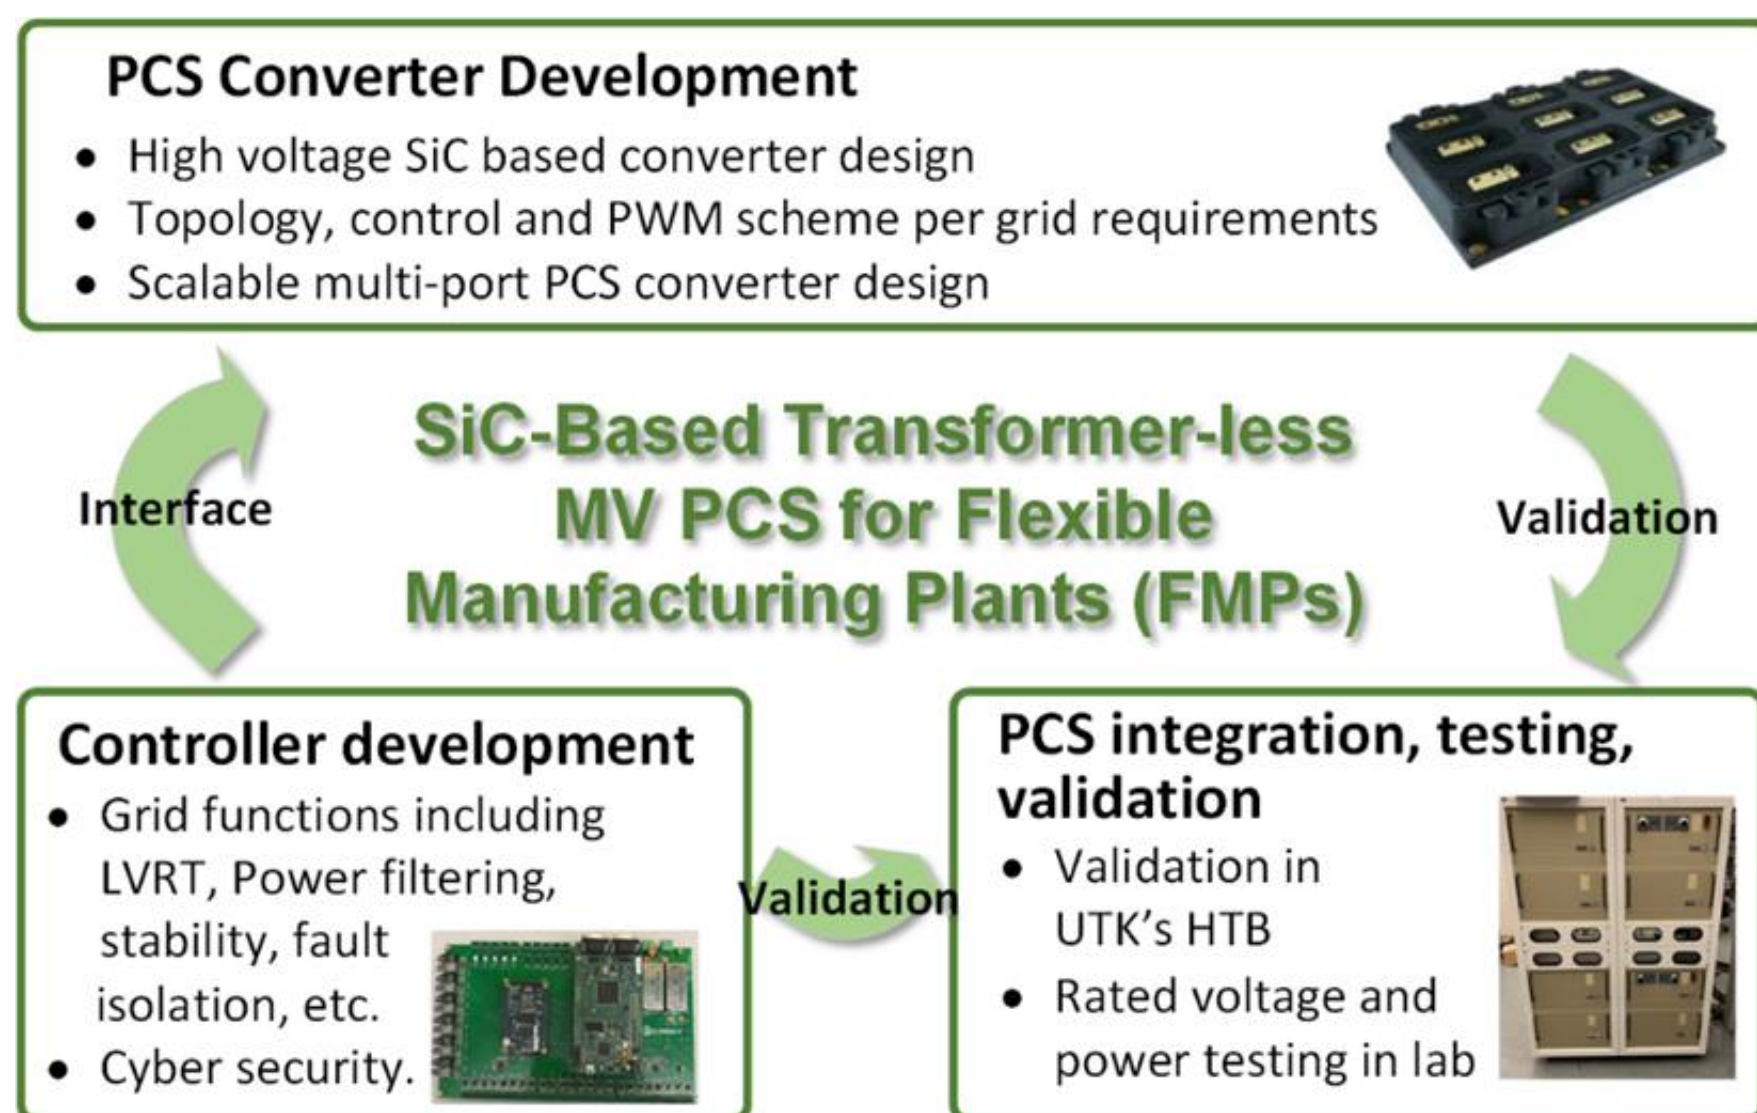 PCS Converter Development
• High voltage SiC based converter design
• Topology, control and PWM scheme per grid requirements
• Scalable multi-port PCS converter design
SiC-Based Transformer-less
MV PCS for Flexible
Manufacturing Plants (FMPs)
Interface
Validation
Controller development
• Grid functions including
LVRT, Power filtering,
stability, fault
isolation, etc.
• Cyber security.
Validation
PCS integration, testing,
validation
• Validation in
UTK’s HTB
• Rated voltage and
power testing in lab